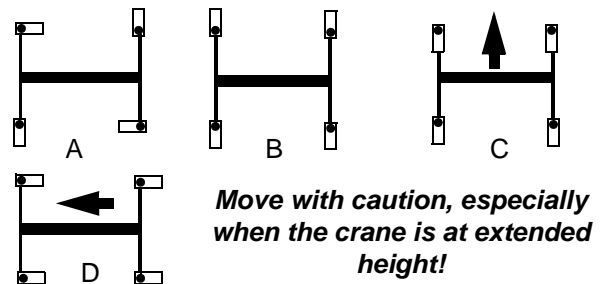 A
B
C
D
Move with caution, especially
when the crane is at extended
height!